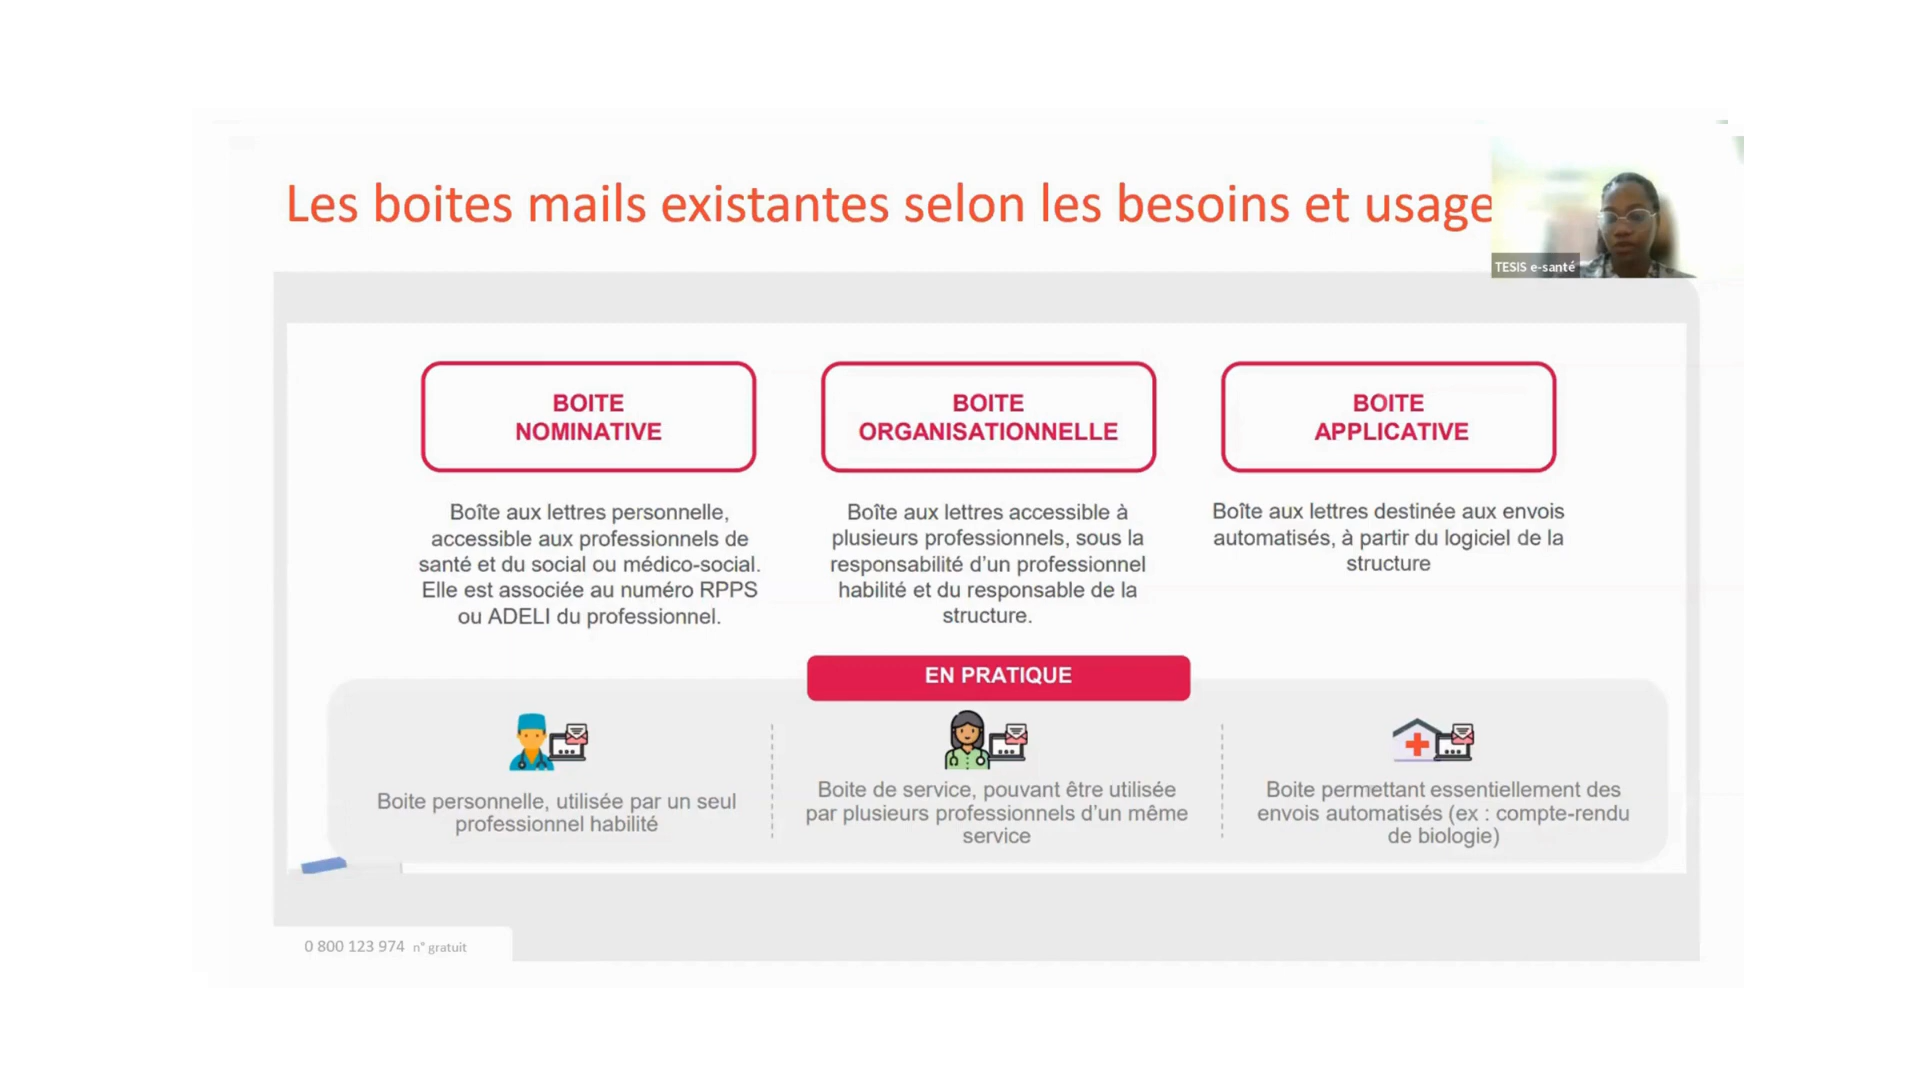 Les boites mails existantes selon les besoins et usage
TESIS e-santé
BOITE
NOMINATIVE
Boîte aux lettres personnelle,
accessible aux professionnels de
santé et du social ou médico-social.
Elle est associée au numéro RPPS
ou ADELI du professionnel.
BOITE
ORGANISATIONNELLE
Boîte aux lettres accessible à
plusieurs professionnels, sous la
responsabilité d'un professionnel
habilité et du responsable de la
structure.
BOITE
APPLICATIVE
Boîte aux lettres destinée aux envois
automatisés, à partir du logiciel de la
structure
EN PRATIQUE
Boite personnelle, utilisée par un seul
professionnel habilité
Boite de service, pouvant être utilisée
par plusieurs professionnels d'un même
service
Boite permettant essentiellement des
envois automatisés (ex : compte-rendu
de biologie)
0 800 123 974 n° gratuit